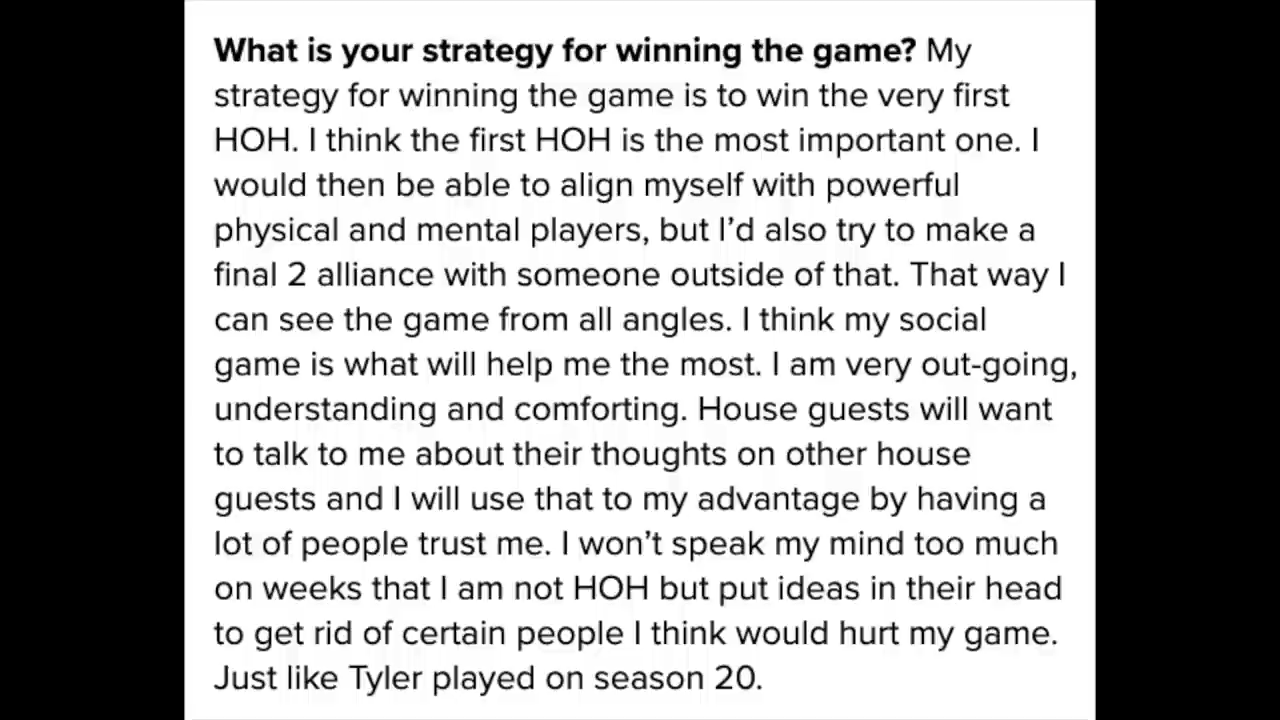 What is your strategy for winning the game? My
strategy for winning the game is to win the very first
HOH. I think the first HOH is the most important one. I
would then be able to align myself with powerful
physical and mental players, but I’d also try to make a
final 2 alliance with someone outside of that. That way I
can see the game from all angles. I think my social
game is what will help me the most. I am very out-going,
understanding and comforting. House guests will want
to talk to me about their thoughts on other house
guests and I will use that to my advantage by having a
lot of people trust me. I won’t speak my mind too much
on weeks that I am not HOH but put ideas in their head
to get rid of certain people I think would hurt my game.
Just like Tyler played on season 20.